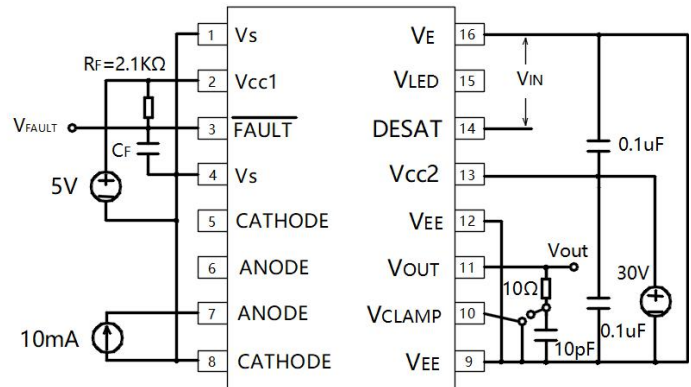 1 Vs VE 16
RF=2.1KΩ
2 Vcc1 VLED 15
VIN
VFAULT 3 FAULT DESAT 14
CF 0.1uF
4 Vs Vcc2 13
5V
5 CATHODE VEE 12
Vout
6 ANODE VOUT 11
10Ω 30V
7 ANODE VCLAMP 10
10mA 0.1uF
10pF
8 CATHODE VEE 9